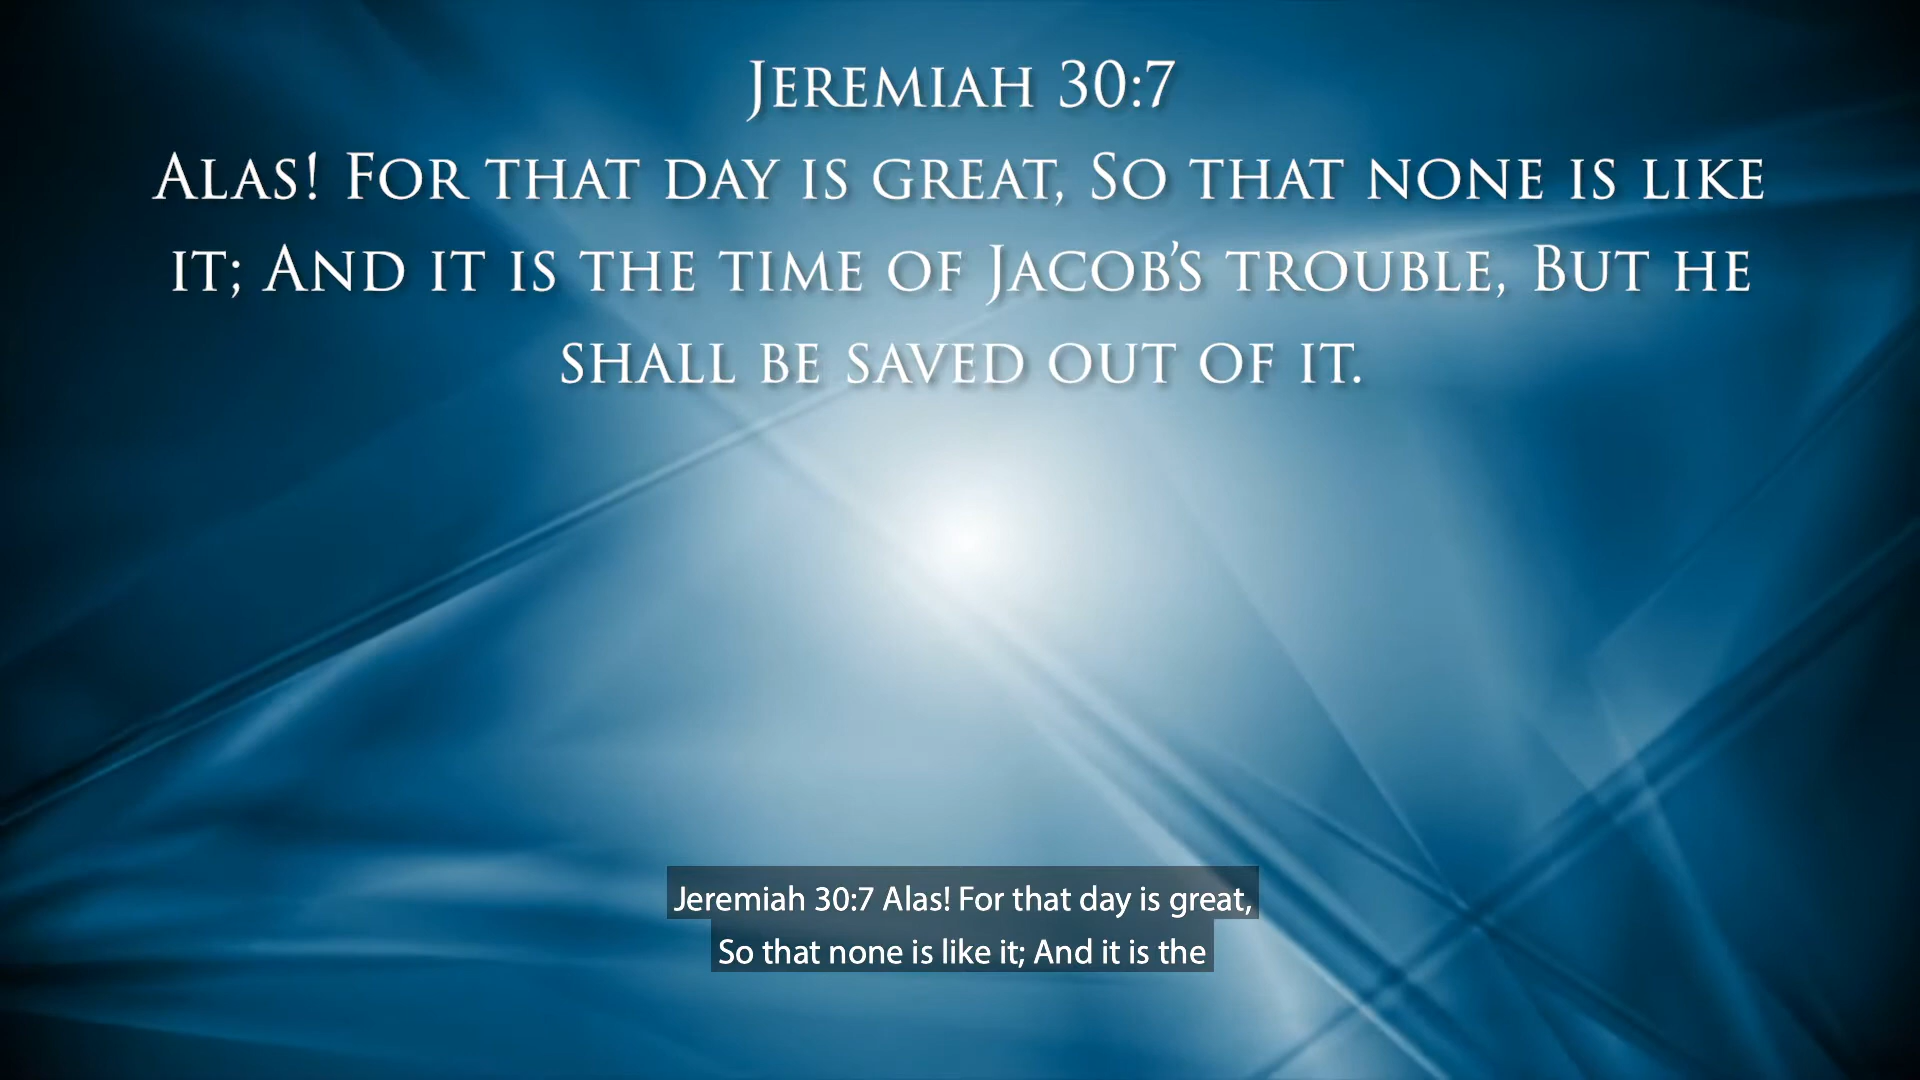 Jeremiah 30:7
Alas! For that day is great, So that none is like
it; And it is the time of Jacob’s trouble, But he
shall be saved out of it.
Jeremiah 30:7 Alas! For that day is great,
So that none is like it; And it is the